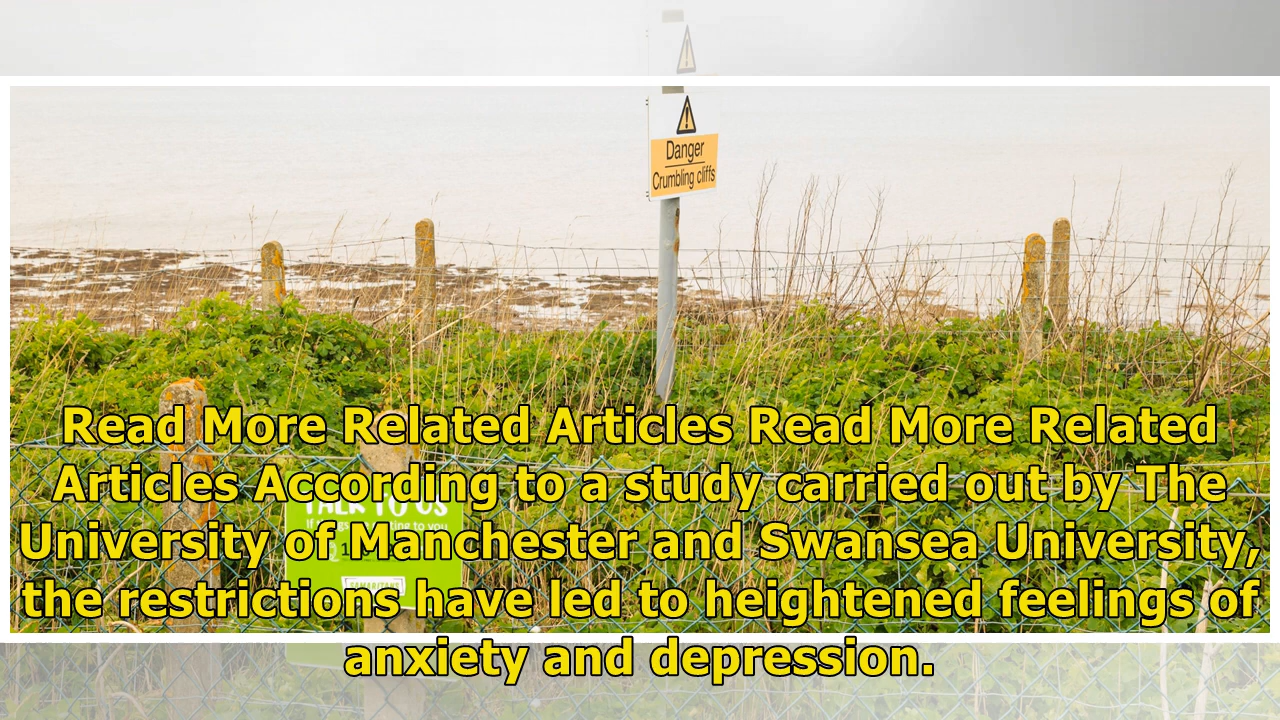 Danger
Crumbling cliffs
Read More Related Articles Read More Related
Articles According to a study carried out by The
TALK TO US
University of Manchester and Swansea University,
SAMARITANS
the restrictions have led to heightened feelings of
anxiety and depression.